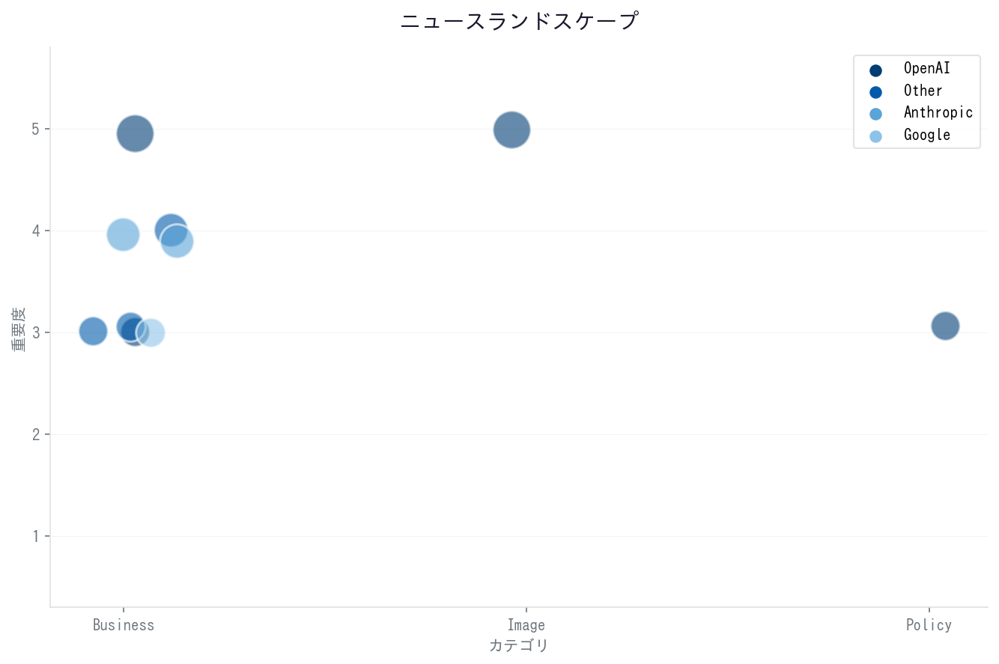 ニュースランドスケープ
OpenAI
Other
Anthropic
Google
重要度
5
4
3
2
1
Business
Image
Policy
カテゴリ